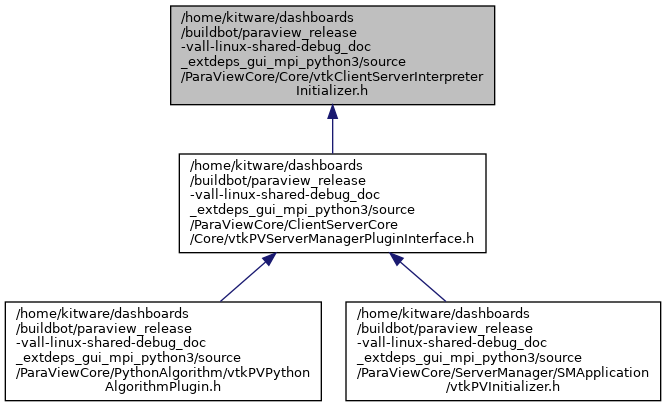 /home/kitware/dashboards
/buildbot/paraview_release
-vall-linux-shared-debug_doc
_extdeps_gui_mpi_python3/source
/ParaViewCore/Core/vtkClientServerInterpreter
Initializer.h
/home/kitware/dashboards
/buildbot/paraview_release
-vall-linux-shared-debug_doc
_extdeps_gui_mpi_python3/source
/ParaViewCore/ClientServerCore
/Core/vtkPVServerManagerPluginInterface.h
/home/kitware/dashboards
/buildbot/paraview_release
-vall-linux-shared-debug_doc
_extdeps_gui_mpi_python3/source
/ParaViewCore/PythonAlgorithm/vtkPVPython
AlgorithmPlugin.h
/home/kitware/dashboards
/buildbot/paraview_release
-vall-linux-shared-debug_doc
_extdeps_gui_mpi_python3/source
/ParaViewCore/ServerManager/SMApplication
/vtkPVInitializer.h